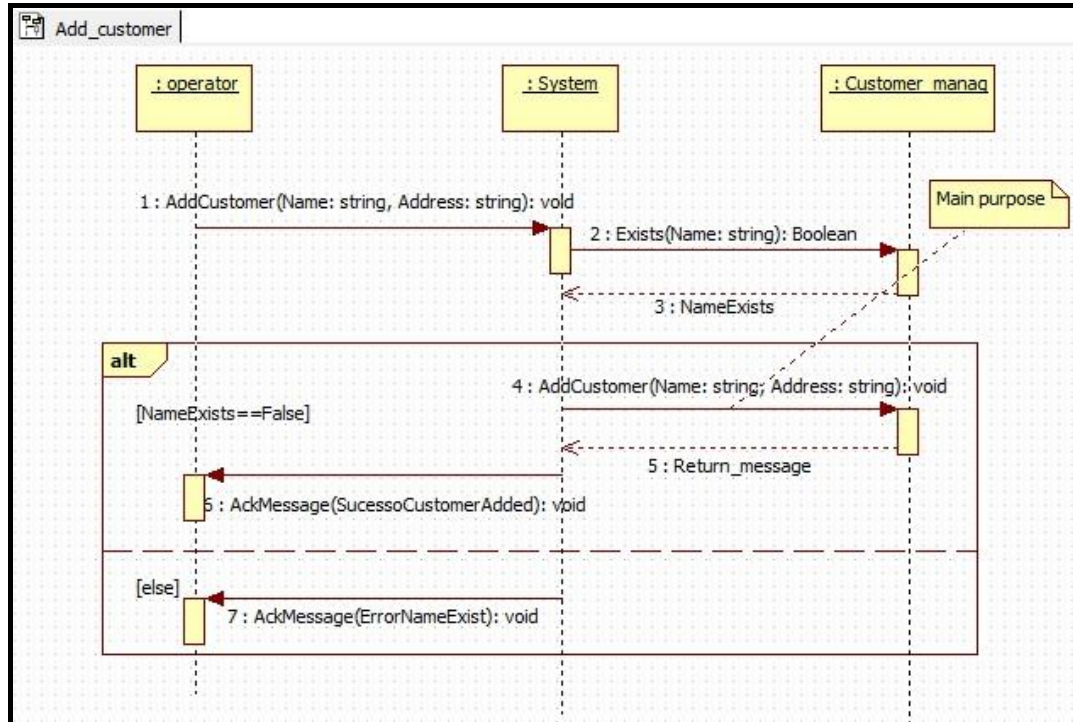 Add_customer
: operator
: System
: Customer_manag
1 : AddCustomer(Name: string, Address: string): void
Main purpose
2 : Exists(Name: string): Boolean
3 : NameExists
alt
4 : AddCustomer(Name: string, Address: string): void
[NameExists==False]
5 : Return_message
6 : AckMessage(SucessoCustomerAdded): void
[else]
7 : AckMessage(ErrorNameExist): void